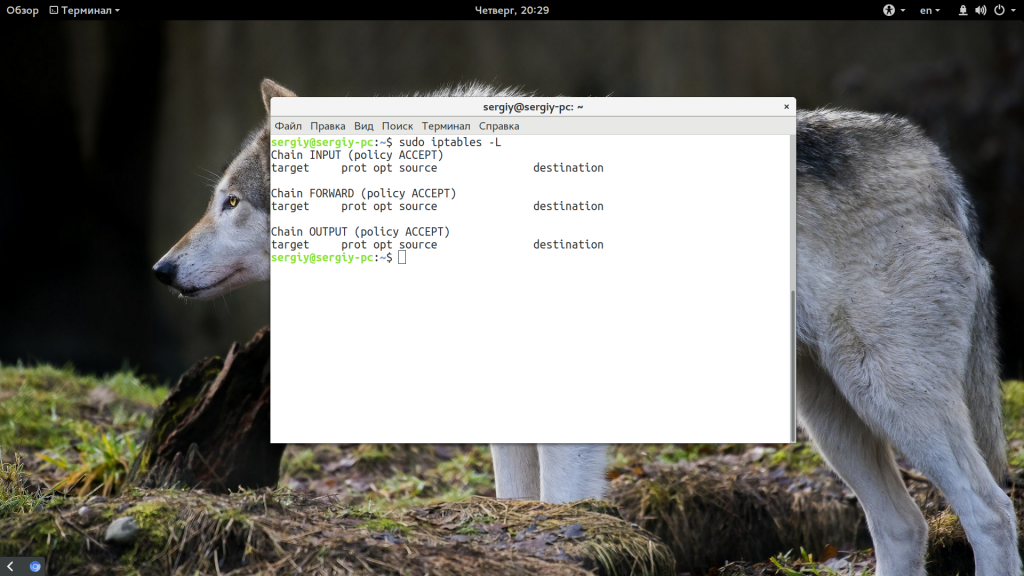 Обзор Терминал Четверг, 20:29 en
sergiy@sergiy-pc: ~ ×
Файл Правка Вид Поиск Терминал Справка
sergiy@sergiy-pc:~$ sudo iptables -L
Chain INPUT (policy ACCEPT)
target     prot opt source               destination
Chain FORWARD (policy ACCEPT)
target     prot opt source               destination
Chain OUTPUT (policy ACCEPT)
target     prot opt source               destination
sergiy@sergiy-pc:~$